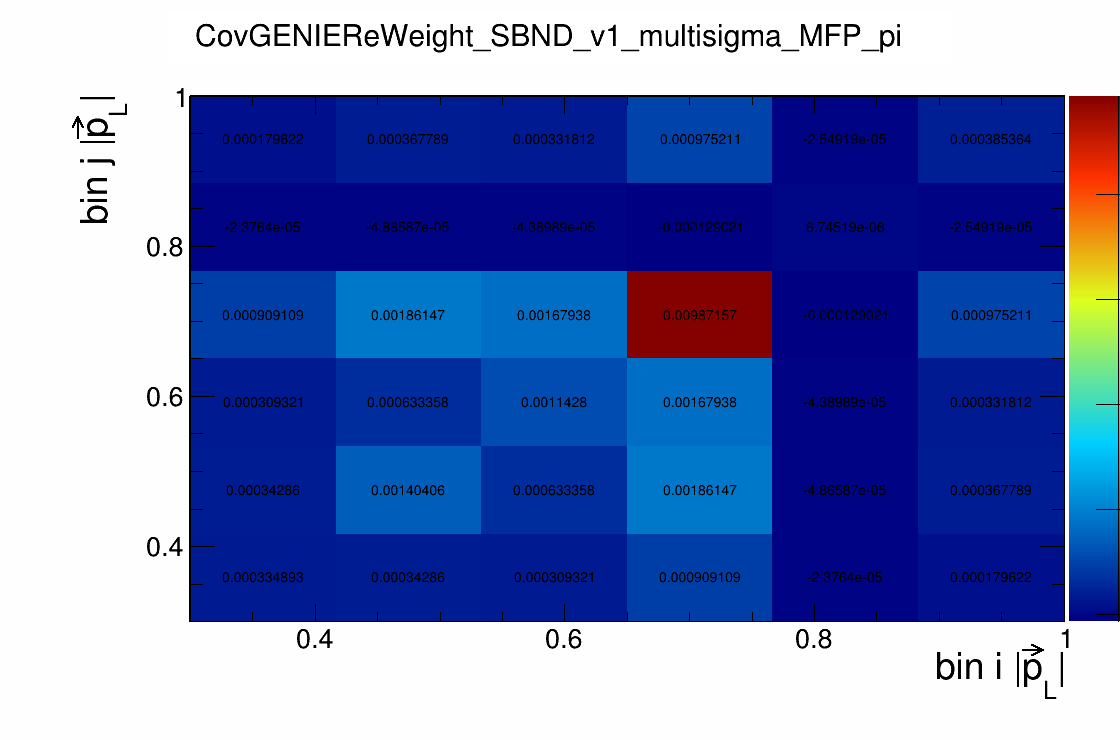 CovGENIEReWeight_SBND_v1_multisigma_MFP_pi
bin j |p⃗_L|
1
0.000179622 0.000367789 0.000331812 0.000975211 -2.54919e-05 0.000385364
-2.3764e-05 -4.86587e-05 -4.38989e-05 -0.000129021 6.74519e-06 -2.54919e-05
0.8
0.000909109 0.00186147 0.00167938 0.00987157 -0.000129021 0.000975211
0.6
0.000309321 0.000633358 0.0011428 0.00167938 -4.38989e-05 0.000331812
0.00034286 0.00140406 0.000633358 0.00186147 -4.86587e-05 0.000367789
0.4
0.000334893 0.00034286 0.000309321 0.000909109 -2.3764e-05 0.000179622
0.4 0.6 0.8 1
bin i |p⃗_L|